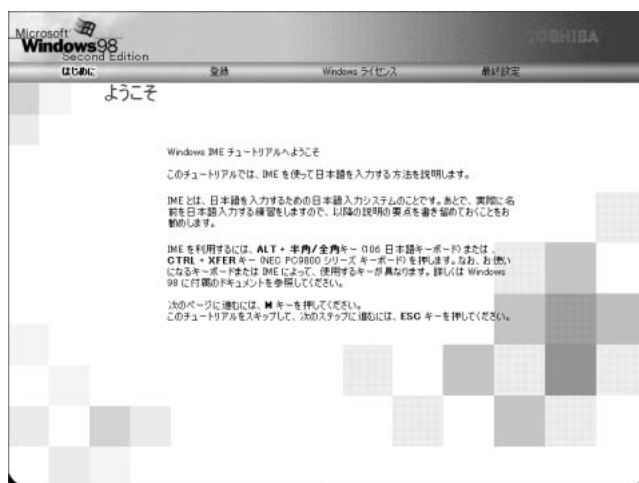 Microsoft
Windows98
Second Edition
TOSHIBA
はじめに 登録 Windows ライセンス 最終設定
ようこそ
Windows IME チュートリアルへようこそ
このチュートリアルでは、IME を使って日本語を入力する方法を説明します。
IME とは、日本語を入力するための日本語入力システムのことです。あとで、実際に名
前を日本語入力する練習をしますので、以降の説明の要点を書き留めておくことをお
勧めします。
IME を利用するには、ALT + 半角/全角キー (106 日本語キーボード) または 、
CTRL + XFER キー (NEC PC9800 シリーズ キーボード) を押します。なお、お使い
になるキーボードまたは IME によって、使用するキーが異なります。詳しくは Windows
98 に付属のドキュメントを参照してください。
次のページに進むには、M キーを押してください。
このチュートリアルをスキップして、次のステップに進むには、ESC キーを押してください。